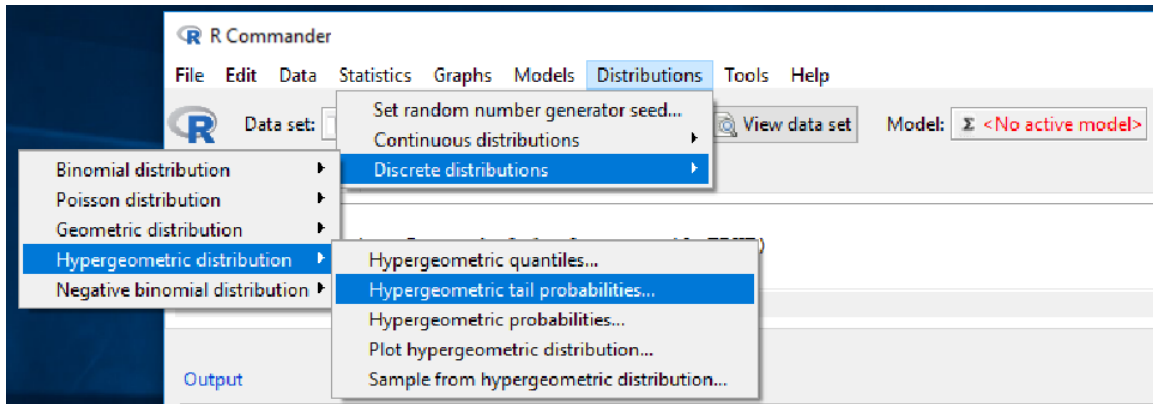 R R Commander
File Edit Data Statistics Graphs Models Distributions Tools Help
R Data set: View data set Model: Σ <No active model>
Set random number generator seed...
Continuous distributions
Discrete distributions
Binomial distribution
Poisson distribution
Geometric distribution
Hypergeometric distribution
Negative binomial distribution
Hypergeometric quantiles...
Hypergeometric tail probabilities...
Hypergeometric probabilities...
Plot hypergeometric distribution...
Sample from hypergeometric distribution...
Output